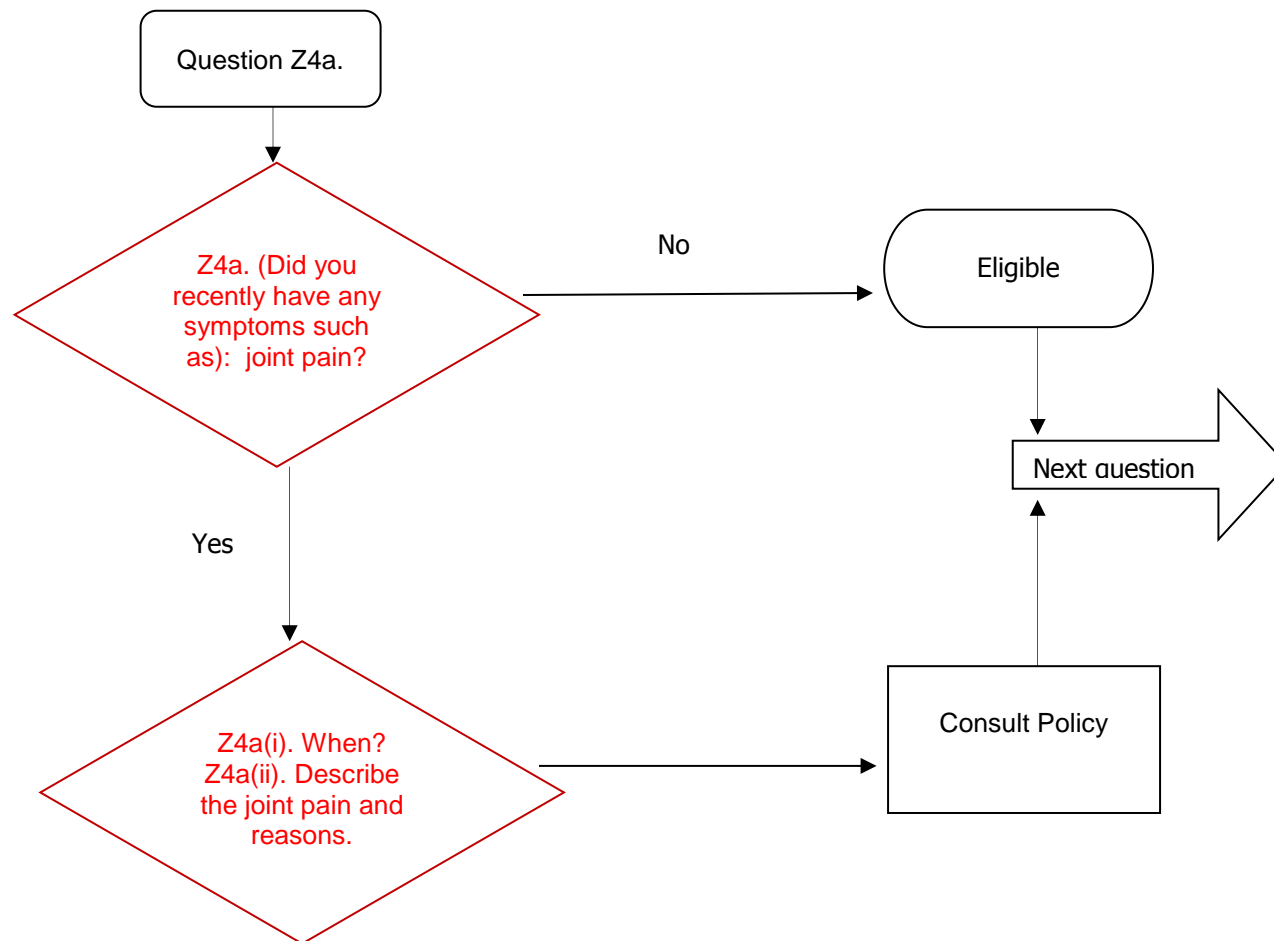 Question Z4a.
Z4a. (Did you
recently have any
symptoms such
as):  joint pain?
No
Eligible
Next question
Yes
Z4a(i). When?
Z4a(ii). Describe
the joint pain and
reasons.
Consult Policy